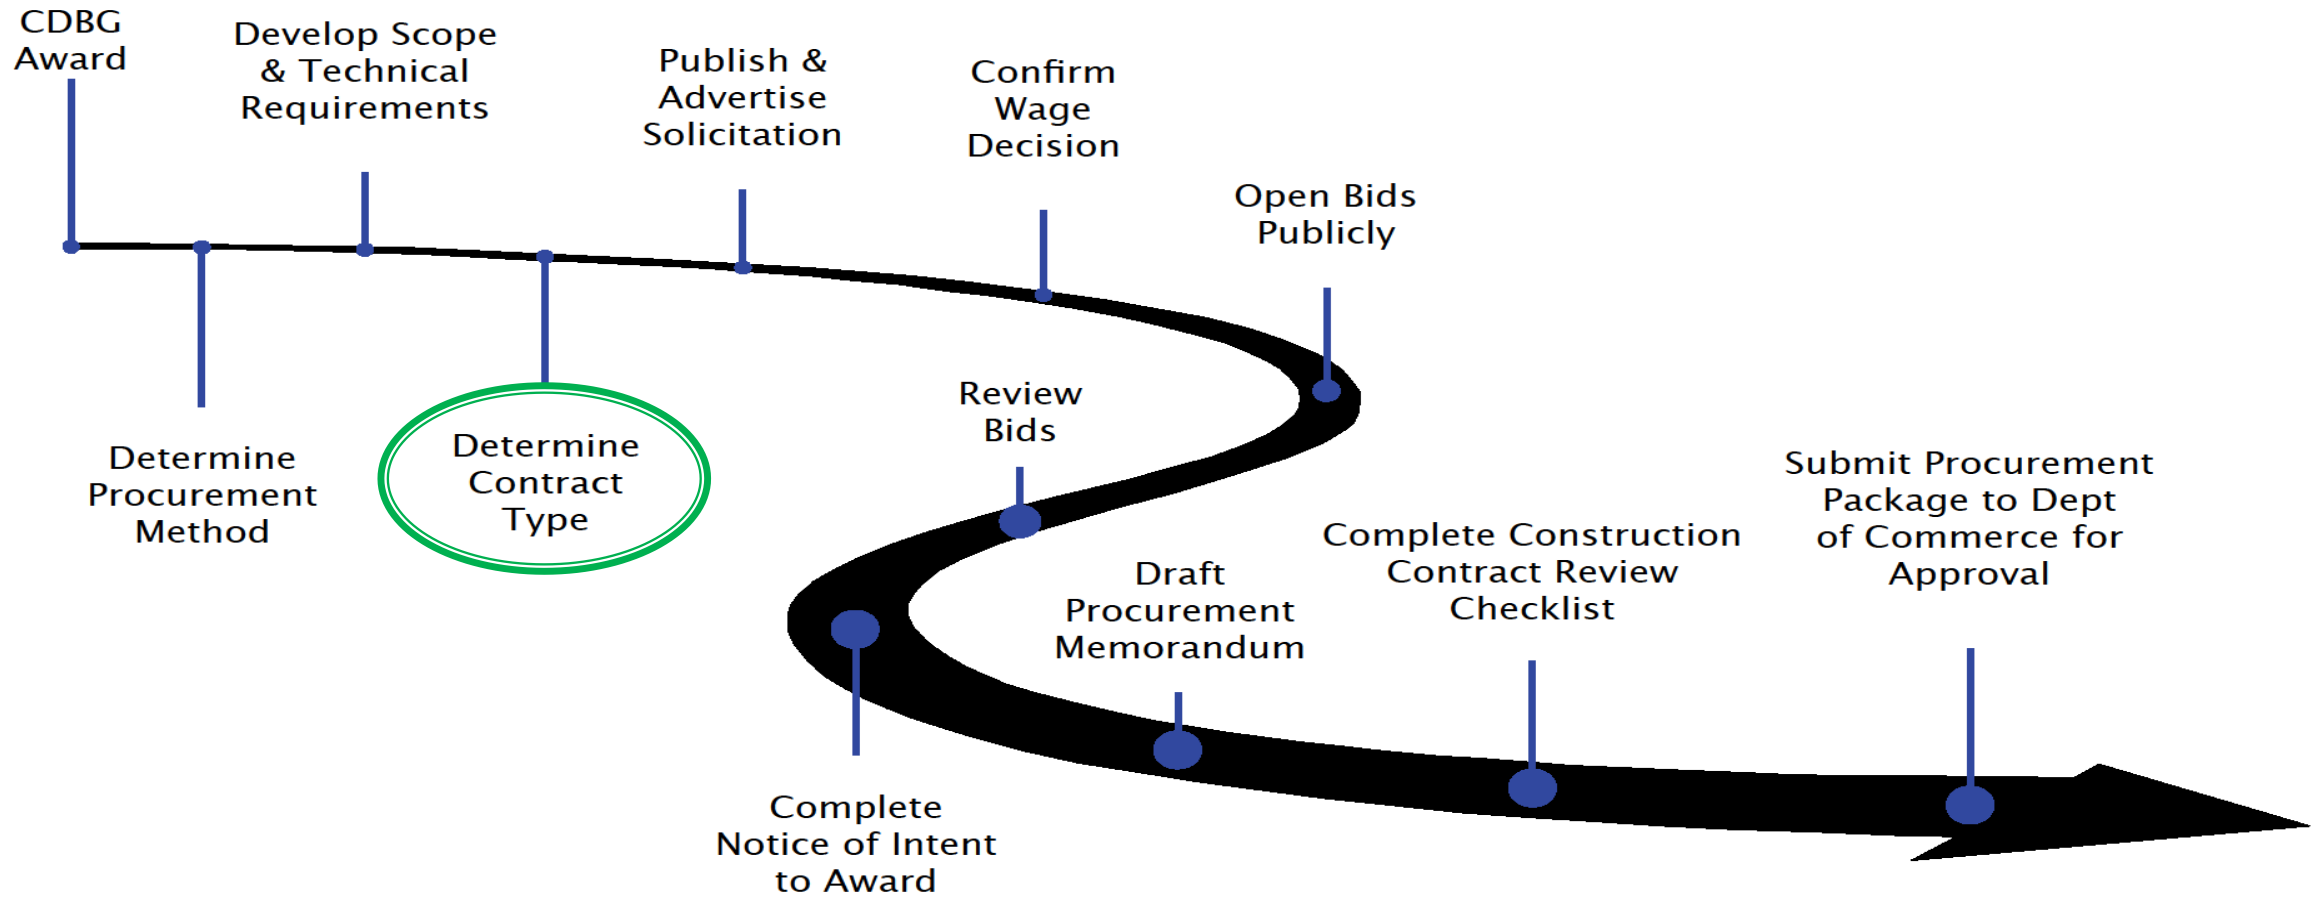 CDBG
Award
Determine
Procurement
Method
Develop Scope
& Technical
Requirements
Determine
Contract
Type
Publish &
Advertise
Solicitation
Confirm
Wage
Decision
Open Bids
Publicly
Review
Bids
Complete
Notice of Intent
to Award
Draft
Procurement
Memorandum
Complete Construction
Contract Review
Checklist
Submit Procurement
Package to Dept
of Commerce for
Approval